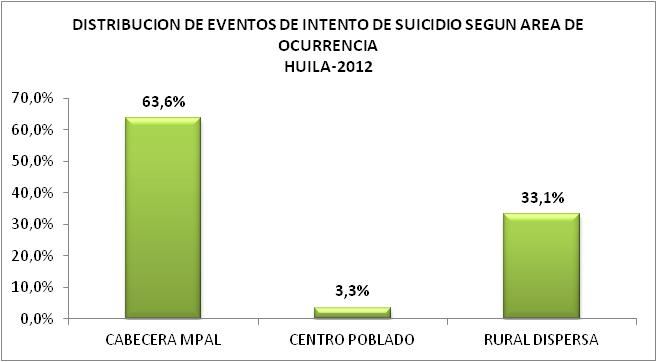 DISTRIBUCION DE EVENTOS DE INTENTO DE SUICIDIO SEGUN AREA DE
OCURRENCIA
HUILA-2012
70,0%
60,0%
50,0%
40,0%
30,0%
20,0%
10,0%
0,0%
63,6%
3,3%
33,1%
CABECERA MPAL
CENTRO POBLADO
RURAL DISPERSA